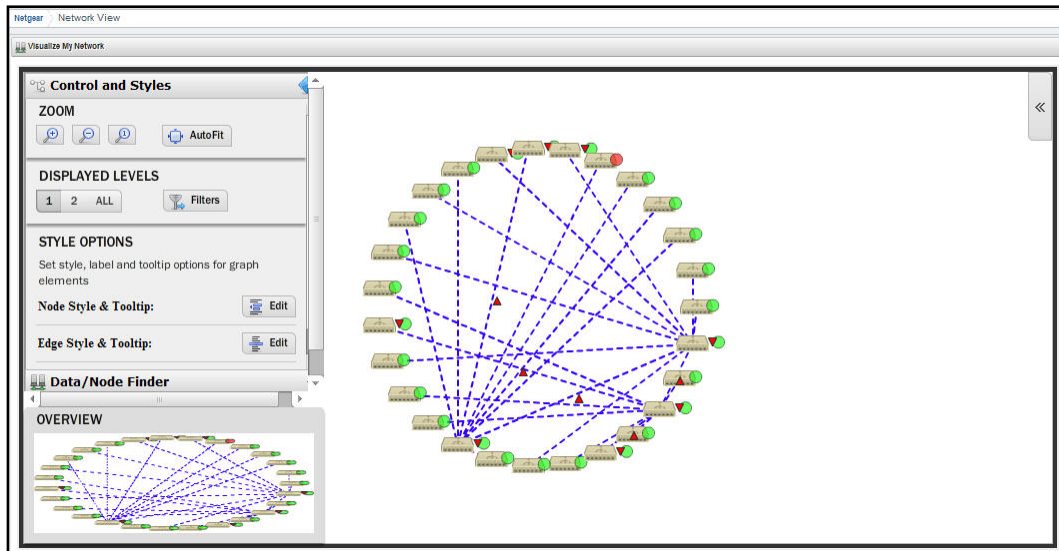 Netgear Network View
Visualize My Network
Control and Styles
ZOOM
1 AutoFit
DISPLAYED LEVELS
1 2 ALL Filters
STYLE OPTIONS
Set style, label and tooltip options for graph
elements
Node Style & Tooltip: Edit
Edge Style & Tooltip: Edit
Data/Node Finder
OVERVIEW